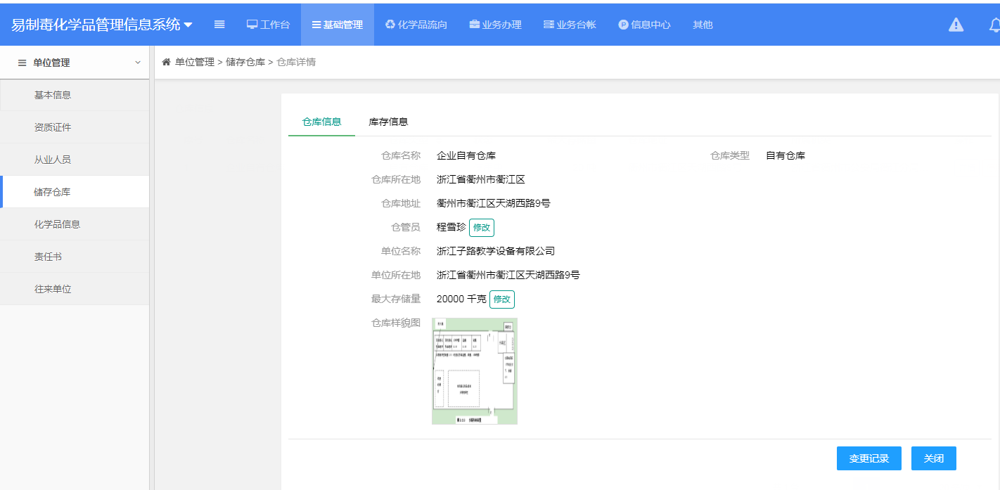 易制毒化学品管理信息系统
工作台
基础管理
化学品流向
业务办理
业务台帐
信息中心
其他
单位管理
单位管理 > 储存仓库 > 仓库详情
基本信息
资质证件
从业人员
储存仓库
化学品信息
责任书
往来单位
仓库信息 库存信息
仓库名称 企业自有仓库 仓库类型 自有仓库
仓库所在地 浙江省衢州市衢江区
仓库地址 衢州市衢江区天湖西路9号
仓管员 程雪珍 修改
单位名称 浙江子路教学设备有限公司
单位所在地 浙江省衢州市衢江区天湖西路9号
最大存储量 20000 千克 修改
仓库样貌图
变更记录 关闭